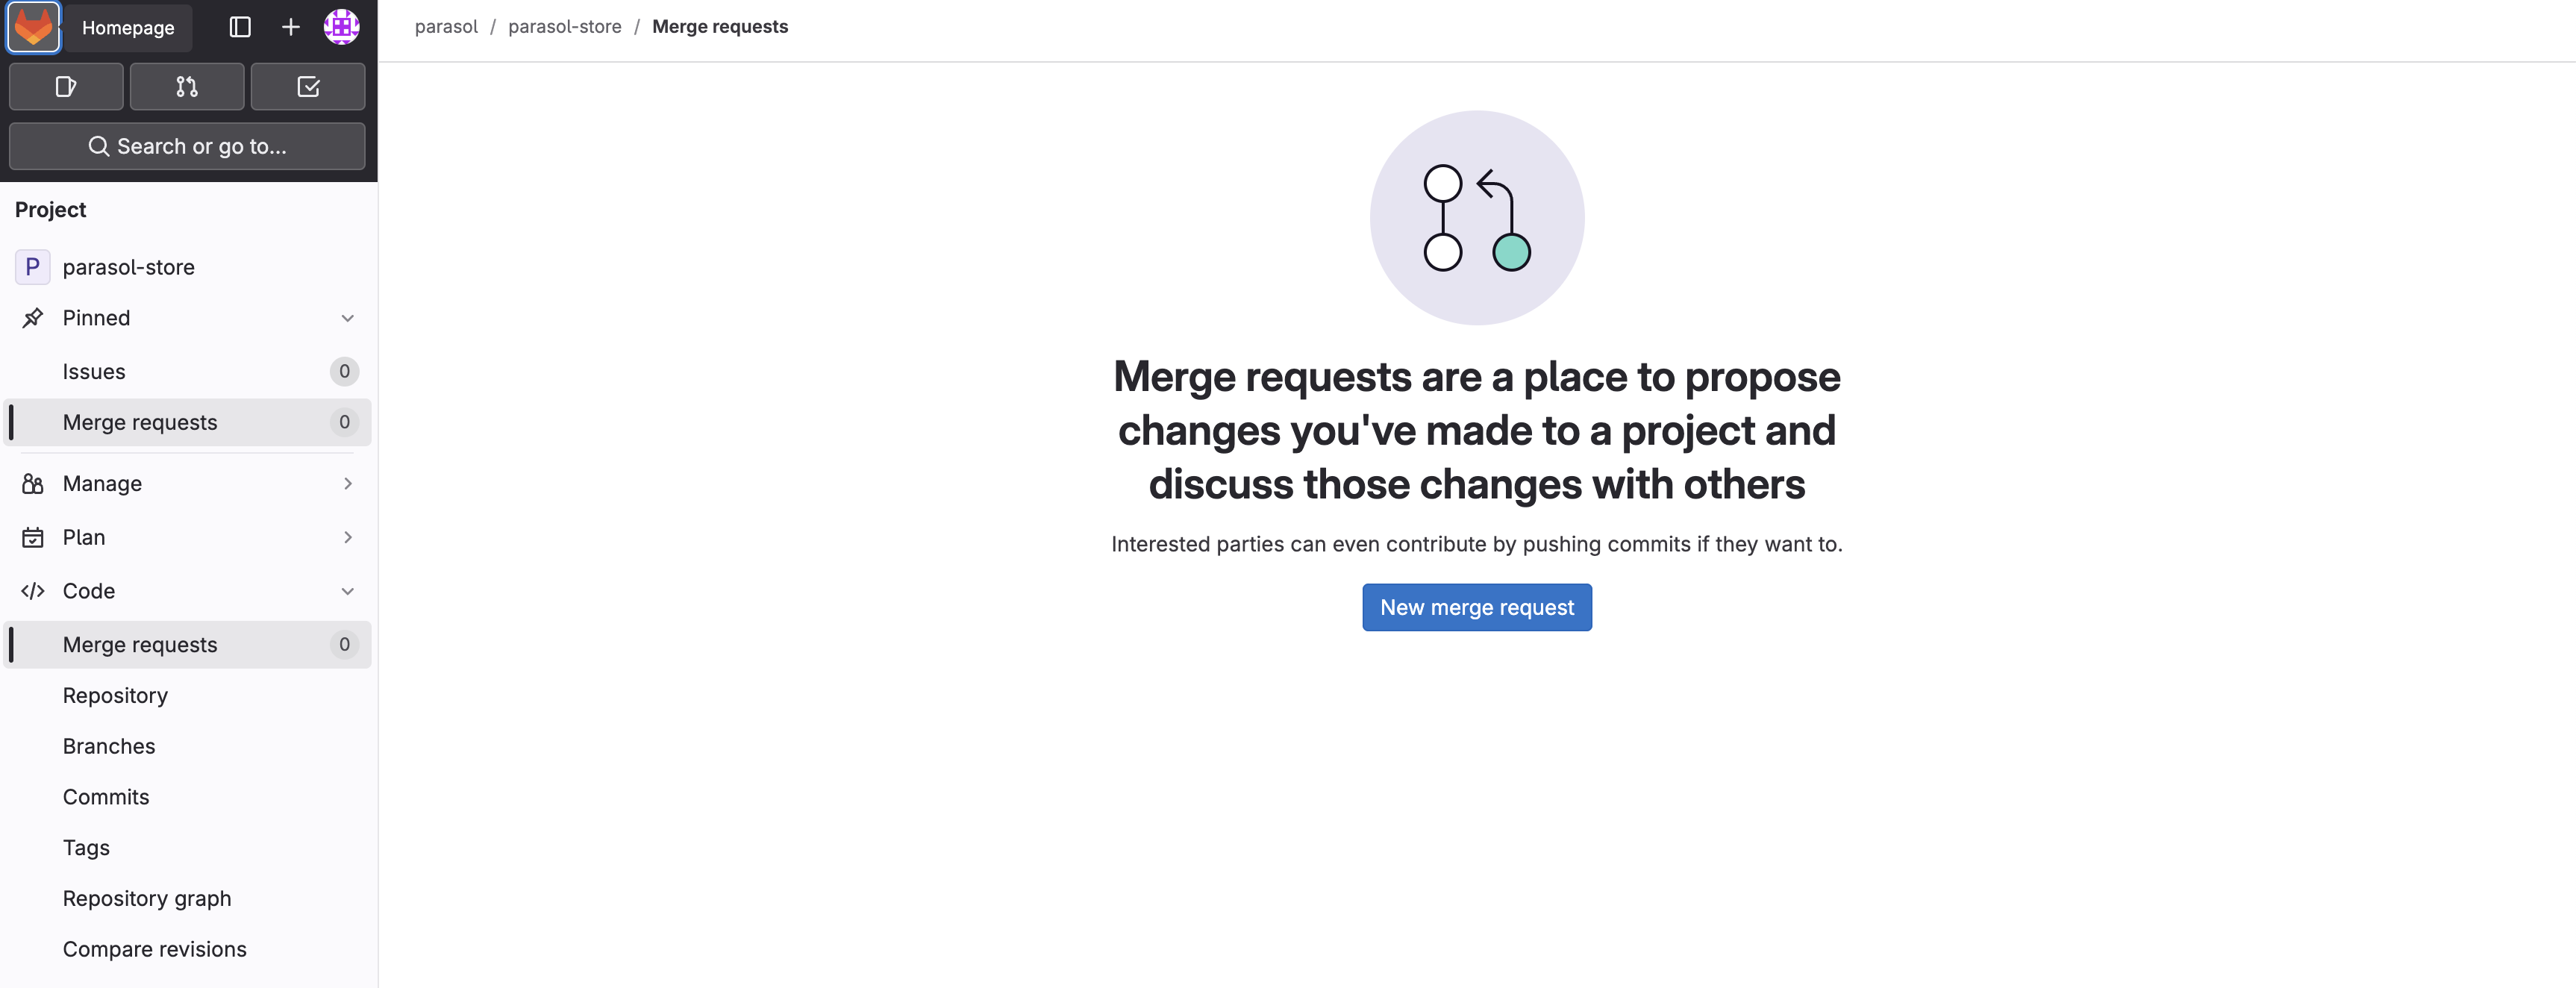 Homepage
Search or go to...
Project
P parasol-store
Pinned
Issues 0
Merge requests 0
Manage
Plan
Code
Merge requests 0
Repository
Branches
Commits
Tags
Repository graph
Compare revisions
parasol / parasol-store / Merge requests
Merge requests are a place to propose
changes you've made to a project and
discuss those changes with others
Interested parties can even contribute by pushing commits if they want to.
New merge request